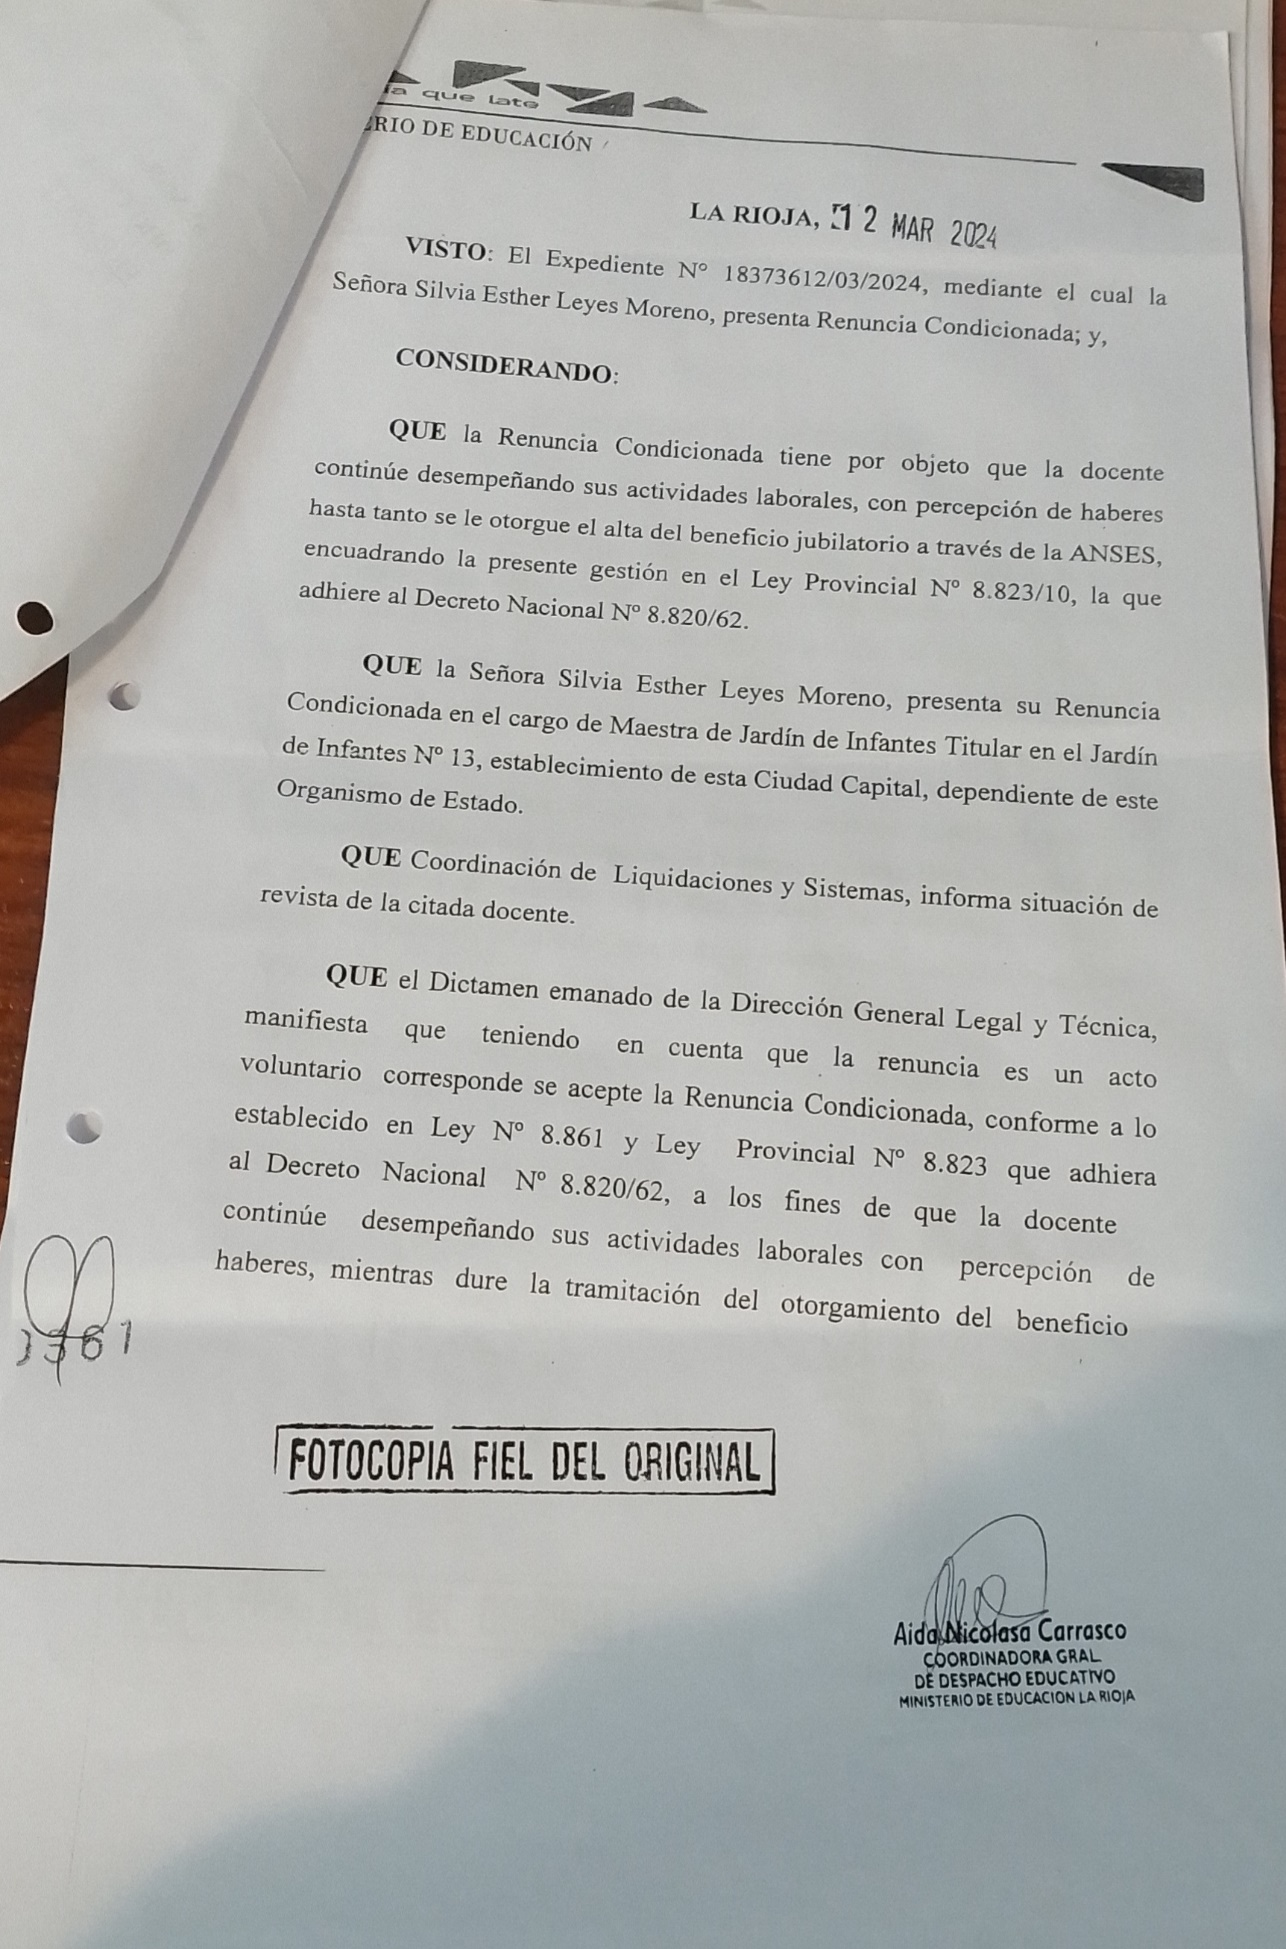 que late
RIO DE EDUCACIÓN
LA RIOJA, 12 MAR 2024
VISTO: El Expediente Nº 18373612/03/2024, mediante el cual la
Señora Silvia Esther Leyes Moreno, presenta Renuncia Condicionada; y,
CONSIDERANDO:
QUE la Renuncia Condicionada tiene por objeto que la docente
continúe desempeñando sus actividades laborales, con percepción de haberes
hasta tanto se le otorgue el alta del beneficio jubilatorio a través de la ANSES,
encuadrando la presente gestión en el Ley Provincial Nº 8.823/10, la que
adhiere al Decreto Nacional Nº 8.820/62.
QUE la Señora Silvia Esther Leyes Moreno, presenta su Renuncia
Condicionada en el cargo de Maestra de Jardín de Infantes Titular en el Jardín
de Infantes Nº 13, establecimiento de esta Ciudad Capital, dependiente de este
Organismo de Estado.
QUE Coordinación de Liquidaciones y Sistemas, informa situación de
revista de la citada docente.
QUE el Dictamen emanado de la Dirección General Legal y Técnica,
manifiesta que teniendo en cuenta que la renuncia es un acto
voluntario corresponde se acepte la Renuncia Condicionada, conforme a lo
establecido en Ley Nº 8.861 y Ley Provincial Nº 8.823 que adhiera
al Decreto Nacional Nº 8.820/62, a los fines de que la docente
continúe desempeñando sus actividades laborales con percepción de
haberes, mientras dure la tramitación del otorgamiento del beneficio
FOTOCOPIA FIEL DEL ORIGINAL
Aida Nicolasa Carrasco
COORDINADORA GRAL
DE DESPACHO EDUCATIVO
MINISTERIO DE EDUCACION LA RIOJA